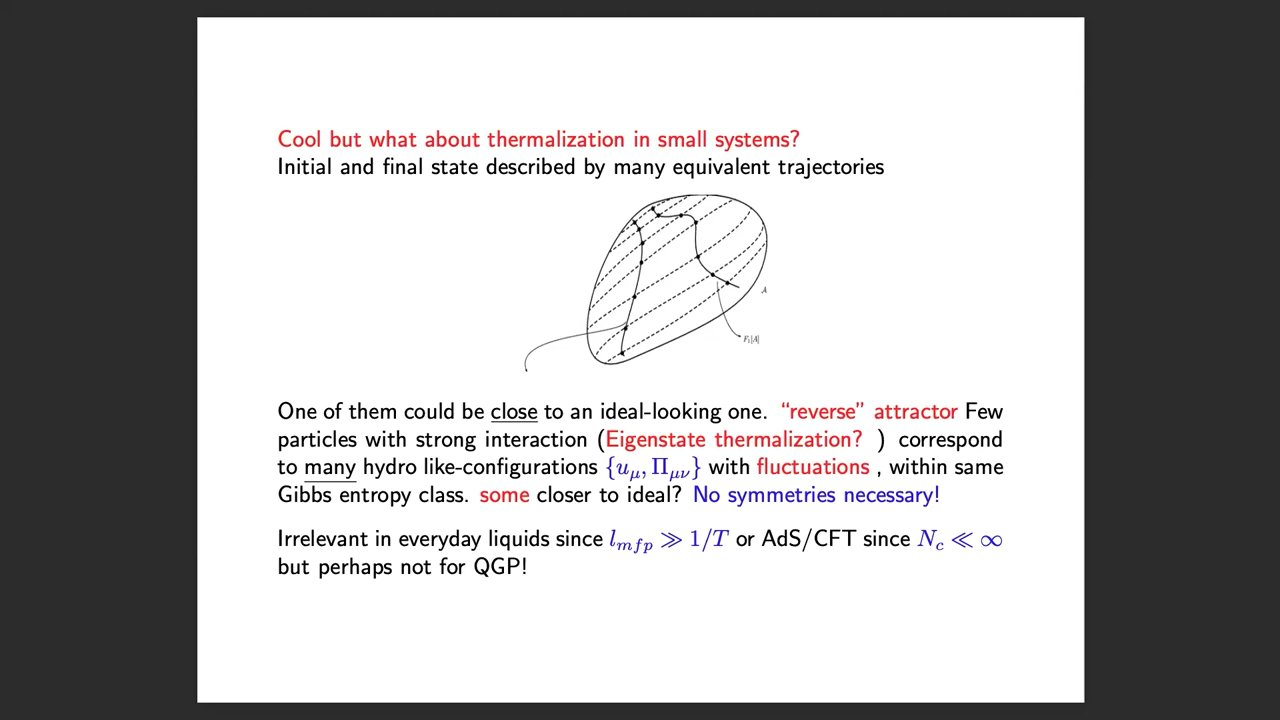 Cool but what about thermalization in small systems?
Initial and final state described by many equivalent trajectories
A
F₁|A|
One of them could be close to an ideal-looking one. “reverse” attractor Few
particles with strong interaction (Eigenstate thermalization? ) correspond
to many hydro like-configurations {u_μ, Π_μν} with fluctuations , within same
Gibbs entropy class. some closer to ideal? No symmetries necessary!
Irrelevant in everyday liquids since l_mfp ≫ 1/T or AdS/CFT since N_c ≪ ∞
but perhaps not for QGP!